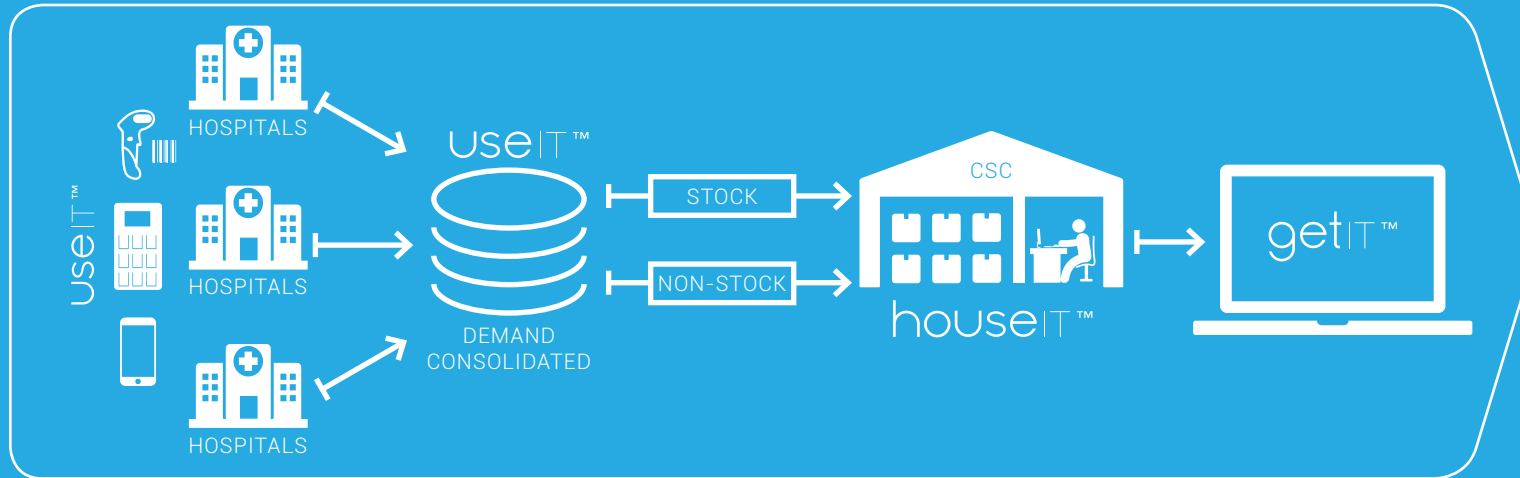 useIT™
HOSPITALS
HOSPITALS
HOSPITALS
useIT™
DEMAND
CONSOLIDATED
STOCK
NON-STOCK
CSC
houseIT™
getIT™